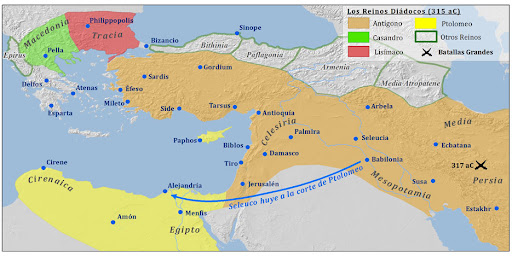 Los Reinos Diádocos (315 aC)
Antígono
Ptolomeo
Casandro
Otros Reinos
Lisímaco
Batallas Grandes
Macedonia
Philippopolis
Tracia
Sinope
Bizancio
Bithinia
Paflagonia
Armenia
Media Atropatene
Epirus
Pella
Gordium
Sardis
Delfos
Atenas
Éfeso
Mileto
Esparta
Side
Tarsus
Antioquía
Arbela
Media
Celesiria
Palmira
Seleucia
Echatana
Paphos
Biblos
Damasco
Babilonia
317 aC
Tiro
Mesopotamia
Susa
Persia
Cirene
Cirenaica
Alejandria
Jerusalén
Seleuco huye a la corte de Ptolomeo
Estakhr
Amón
Menfis
Egipto